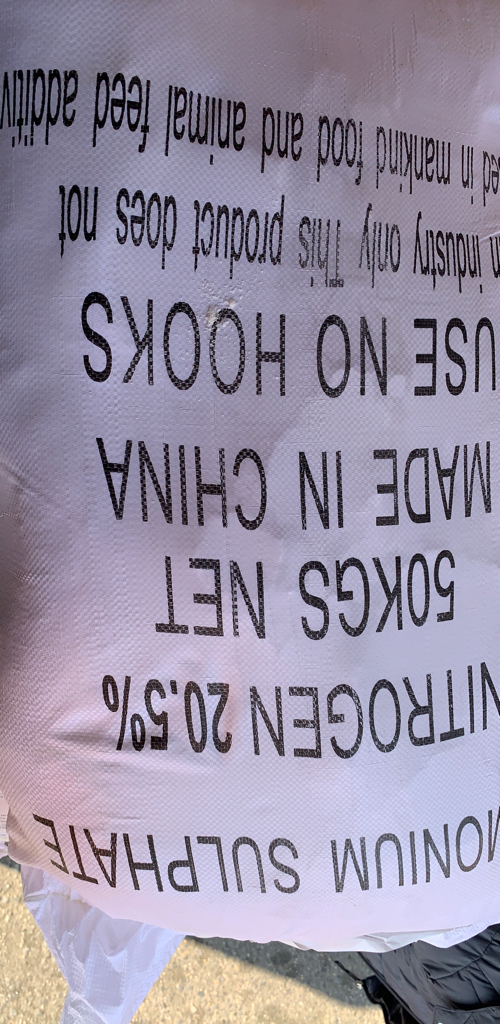 MONIUM SULPHATE
NITROGEN 20.5%
50KGS NET
MADE IN CHINA
USE NO HOOKS
n industry only This product does not
ed in mankind food and animal feed additiv